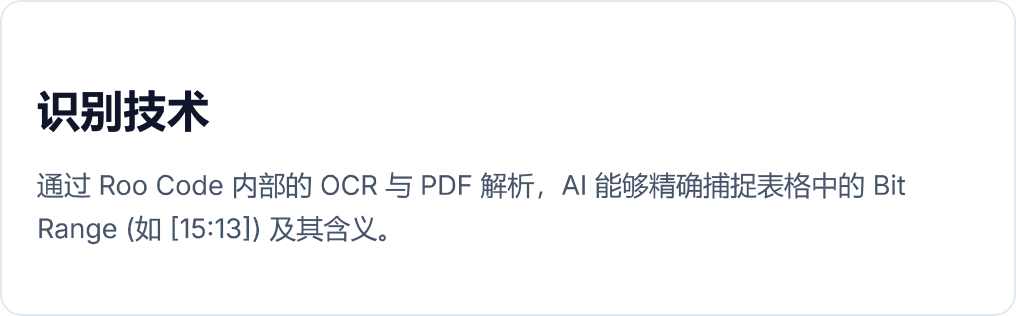 识别技术
通过 Roo Code 内部的 OCR 与 PDF 解析，AI 能够精确捕捉表格中的 Bit
Range (如 [15:13]) 及其含义。